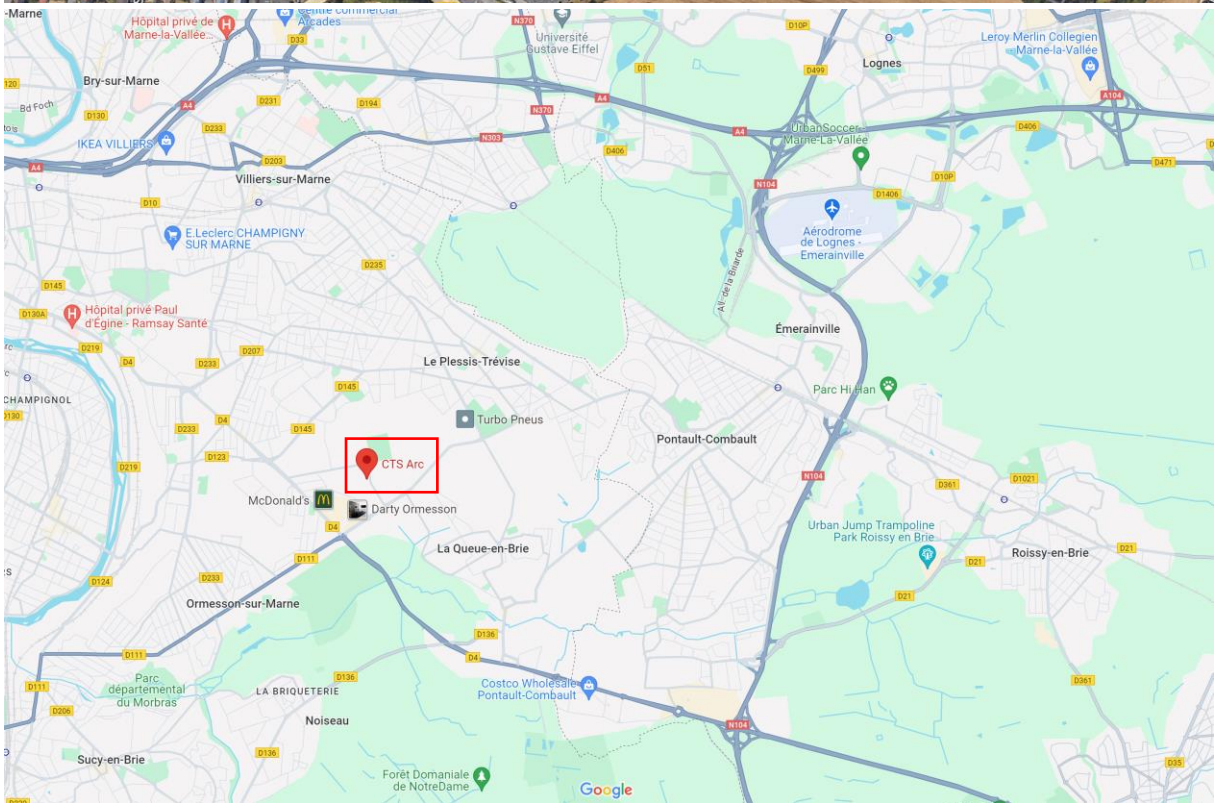 -Marne
Hôpital privé de
Marne-la-Vallée...
Centre commercial
Arcades
D33
N370
Université
Gustave Eiffel
D10P
Leroy Merlin Collegien
- Marne-la-Vallée
Lognes
D51
D499
120
Bry-sur-Marne
Bd Foch
D130
A4
D231
D194
A4
A104
N370
D233
IKEA VILLIERS
N303
D406
A4
UrbanSoccer -
Marne-La-Vallée
D406
D471
A4
D203
Villiers-sur-Marne
N104
D10P
D1406
D10
E.Leclerc CHAMPIGNY
SUR MARNE
Aérodrome
de Lognes -
Emerainville
D235
All. de la Briarde
D145
D130A
Hôpital privé Paul
d'Égine - Ramsay Santé
Émerainville
D219
D4
D233
D207
Le Plessis-Trévise
D145
Parc Hi Han
CHAMPIGNOL
D130
D233
D4
D145
Turbo Pneus
Pontault-Combault
D123
D219
CTS Arc
N104
D361
D1021
McDonald's
Darty Ormesson
D4
Urban Jump Trampoline
Park Roissy en Brie
La Queue-en-Brie
D111
D21
Roissy-en-Brie
D21
D124
D233
D21
Ormesson-sur-Marne
D136
D111
D4
Parc
départemental
du Morbras
D136
Costco Wholesale
Pontault-Combault
D361
D111
LA BRIQUETERIE
D206
Noiseau
N104
D136
Sucy-en-Brie
D35
Forêt Domaniale
de NotreDame
Google